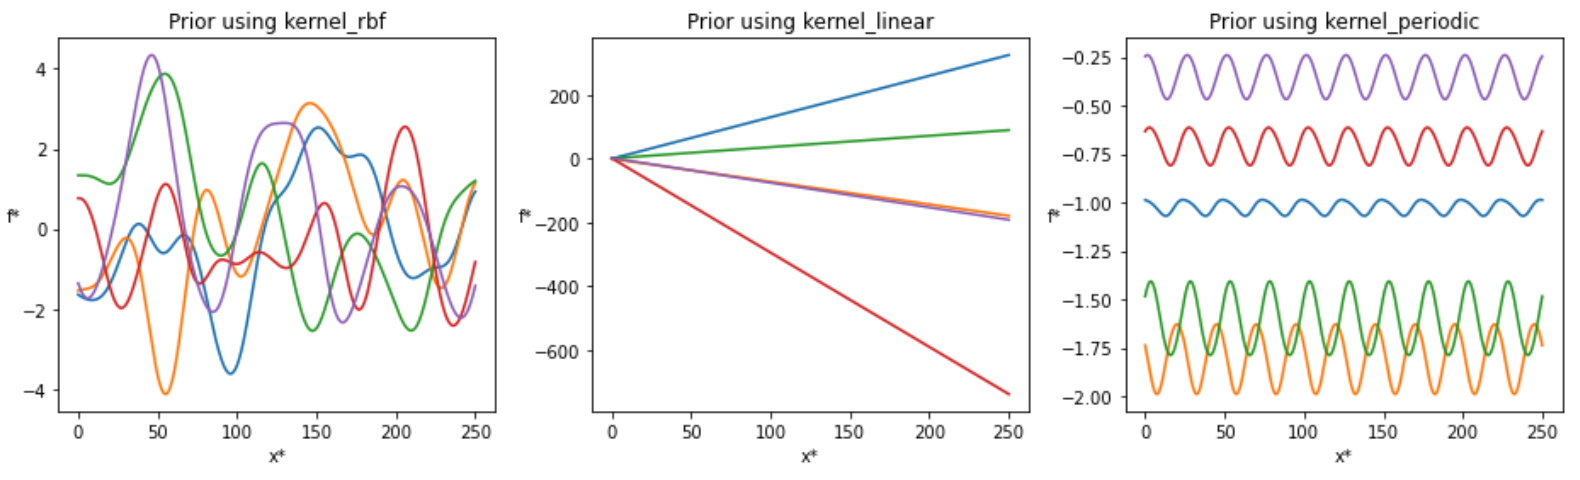 Prior using kernel_rbf
4
2
0
−2
−4
f*
0 50 100 150 200 250
x*
Prior using kernel_linear
200
0
−200
−400
−600
f*
0 50 100 150 200 250
x*
Prior using kernel_periodic
−0.25
−0.50
−0.75
−1.00
−1.25
−1.50
−1.75
−2.00
f*
0 50 100 150 200 250
x*